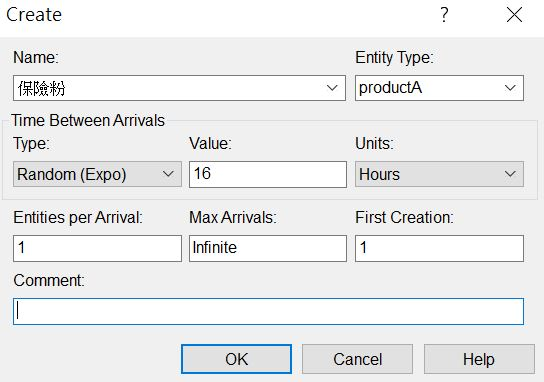 Create ?
Name: Entity Type:
保險粉 productA
Time Between Arrivals
Type: Value: Units:
Random (Expo) 16 Hours
Entities per Arrival: Max Arrivals: First Creation:
1 Infinite 1
Comment:
OK Cancel Help